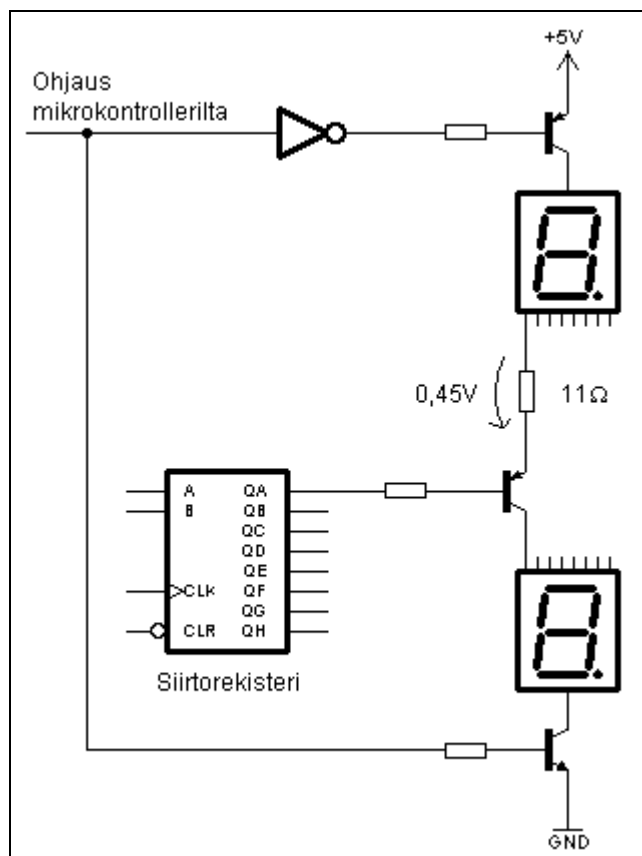 +5V
Ohjaus
mikrokontrollerilta
0,45V
11Ω
A QA
B QB
QC
QD
QE
CLK QF
QG
CLR QH
Siirtorekisteri
GND